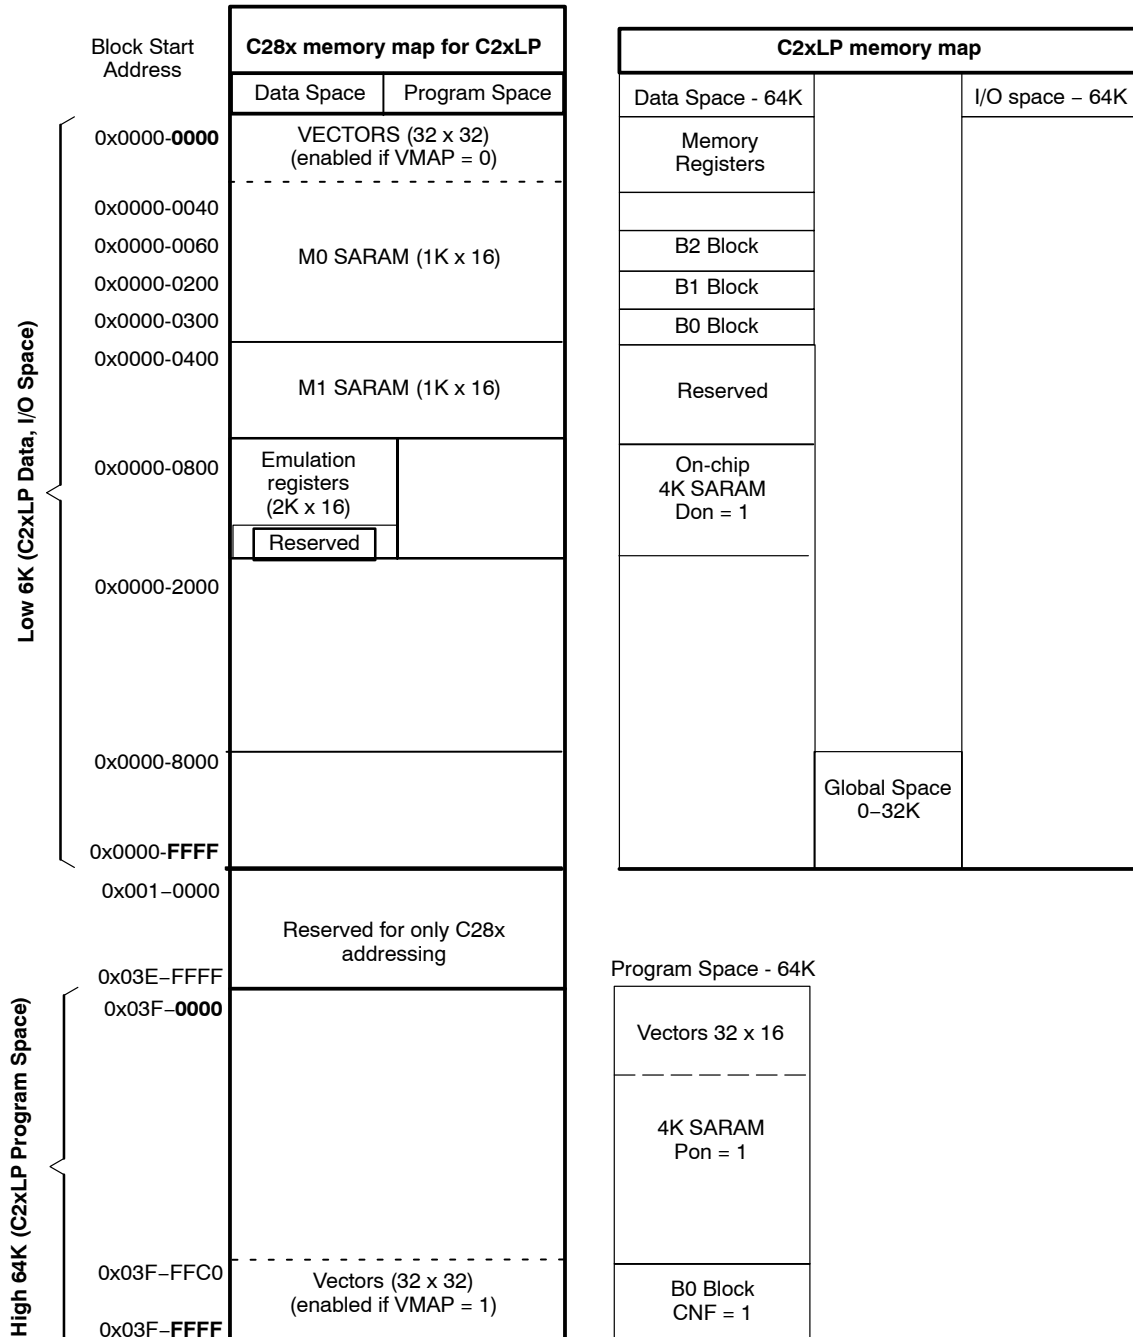 Block Start
Address
C28x memory map for C2xLP
Data Space
Program Space
C2xLP memory map
Data Space - 64K
I/O space – 64K
Low 6K (C2xLP Data, I/O Space)
0x0000-0000
VECTORS (32 x 32)
(enabled if VMAP = 0)
Memory
Registers
0x0000-0040
0x0000-0060
M0 SARAM (1K x 16)
B2 Block
0x0000-0200
B1 Block
0x0000-0300
B0 Block
0x0000-0400
M1 SARAM (1K x 16)
Reserved
0x0000-0800
Emulation
registers
(2K x 16)
Reserved
On-chip
4K SARAM
Don = 1
0x0000-2000
0x0000-8000
Global Space
0–32K
0x0000-FFFF
0x001–0000
Reserved for only C28x
addressing
0x03E–FFFF
Program Space - 64K
High 64K (C2xLP Program Space)
0x03F–0000
Vectors 32 x 16
4K SARAM
Pon = 1
0x03F–FFC0
Vectors (32 x 32)
(enabled if VMAP = 1)
B0 Block
CNF = 1
0x03F–FFFF